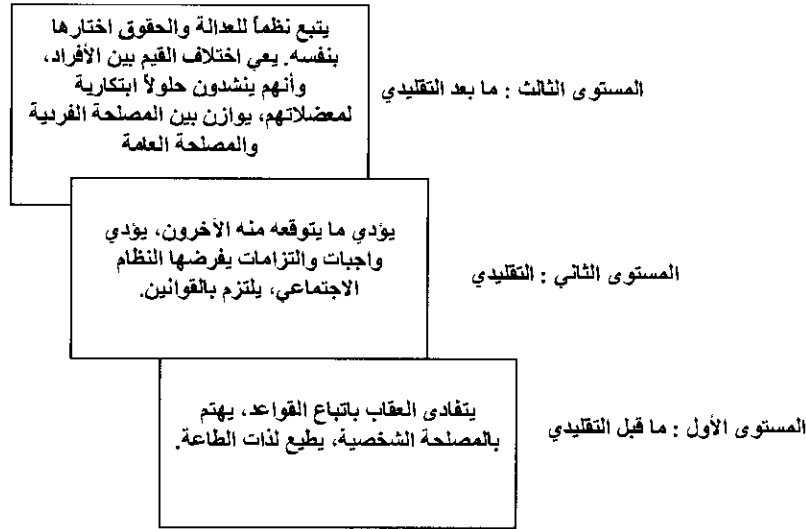 يتبع نظماً للعدالة والحقوق اختارها
بنفسه. يعي اختلاف القيم بين الأفراد،
وأنهم ينشدون حلولاً ابتكارية
لمعضلاتهم، يوازن بين المصلحة الفردية
والمصلحة العامة
المستوى الثالث : ما بعد التقليدي
يؤدي ما يتوقعه منه الآخرون، يؤدي
واجبات والتزامات يفرضها النظام
الاجتماعي، يلتزم بالقوانين.
المستوى الثاني : التقليدي
يتفادى العقاب باتباع القواعد، يهتم
بالمصلحة الشخصية، يطيع لذات الطاعة.
المستوى الأول : ما قبل التقليدي